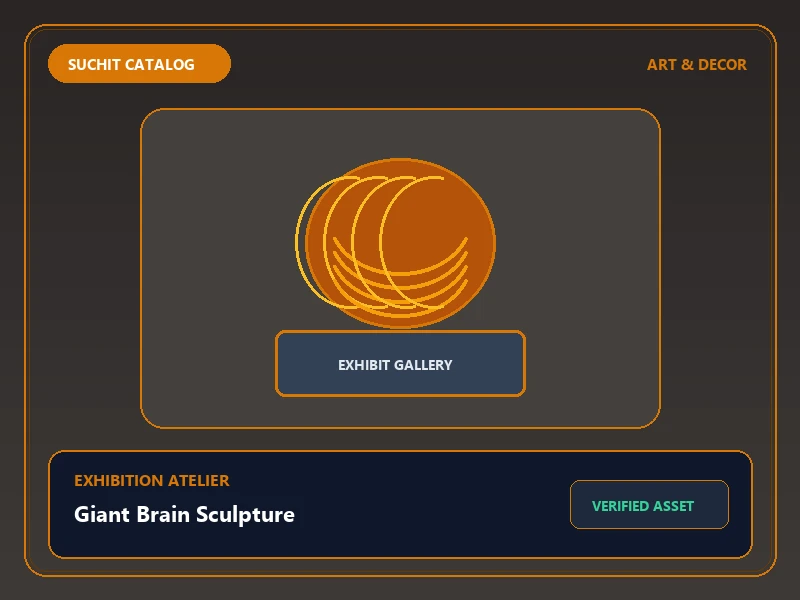 SUCHIT CATALOG
ART & DECOR
EXHIBIT GALLERY
EXHIBITION ATELIER
Giant Brain Sculpture
VERIFIED ASSET